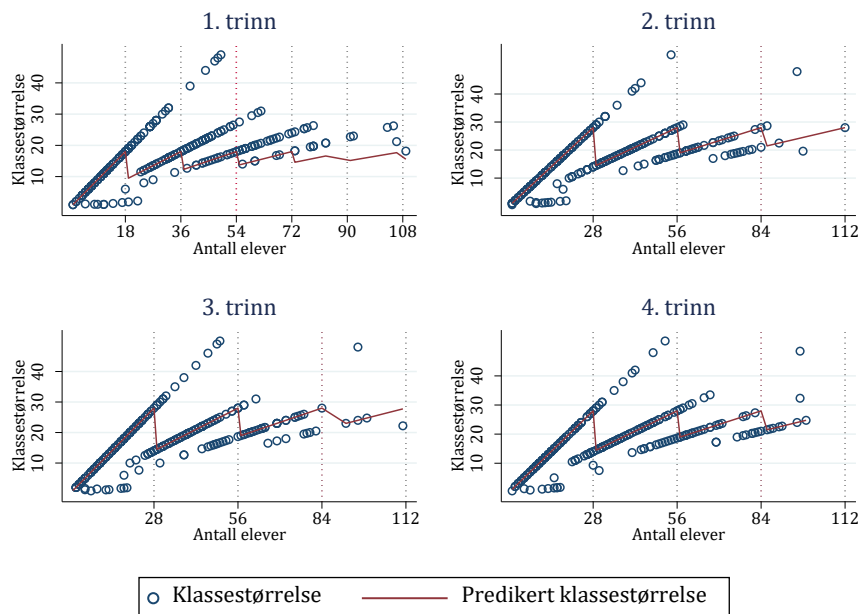 1. trinn
Klassestørrelse
40
30
20
10
18
36
54
72
90
108
Antall elever
2. trinn
Klassestørrelse
40
30
20
10
28
56
84
112
Antall elever
3. trinn
Klassestørrelse
40
30
20
10
28
56
84
112
Antall elever
4. trinn
Klassestørrelse
40
30
20
10
28
56
84
112
Antall elever
Klassestørrelse
Predikert klassestørrelse